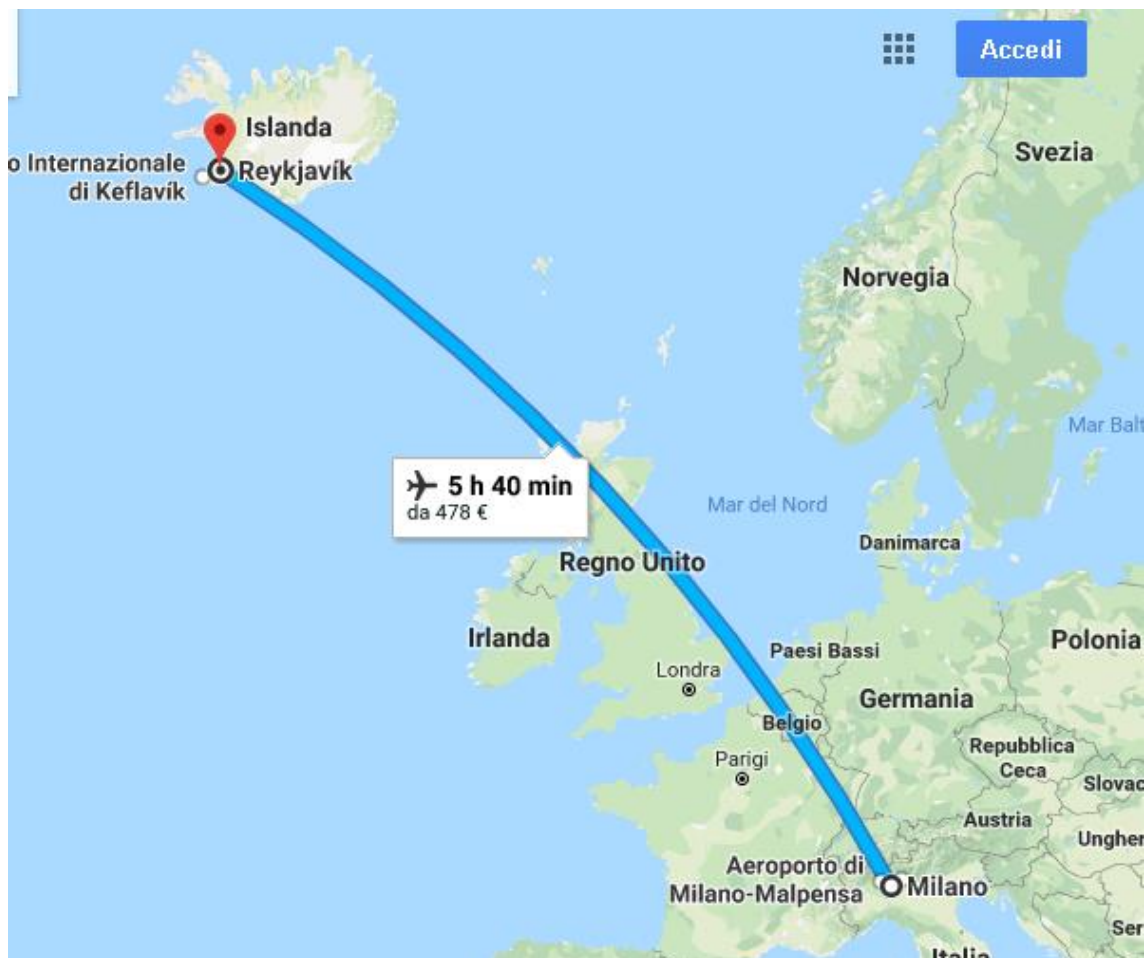 Accedi
Islanda
Svezia
o Internazionale
di Keflavík
Reykjavík
Norvegia
Mar Balt
5 h 40 min
da 478 €
Mar del Nord
Danimarca
Regno Unito
Irlanda
Paesi Bassi
Polonia
Londra
Germania
Belgio
Repubblica
Ceca
Parigi
Slovac
Austria
Ungher
Aeroporto di
Milano-Malpensa
Milano
Ser
Italia